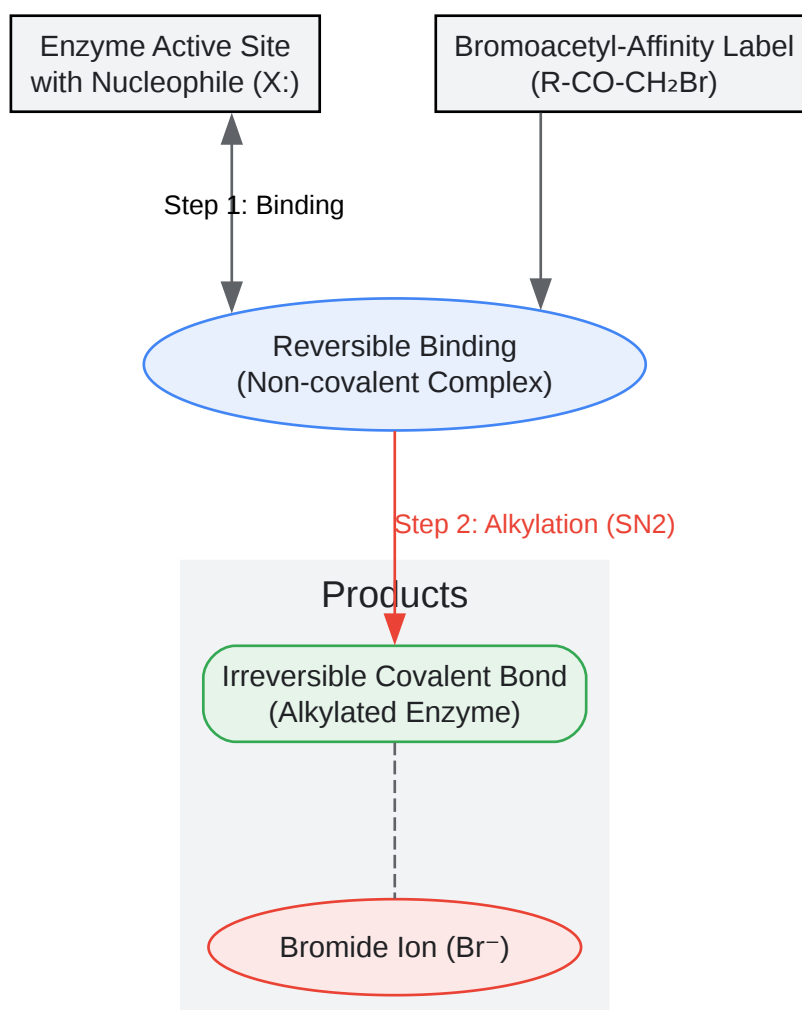 Enzyme Active Site
with Nucleophile (X:)
Bromoacetyl-Affinity Label
(R-CO-CH₂Br)
Step 1: Binding
Reversible Binding
(Non-covalent Complex)
Step 2: Alkylation (SN2)
Products
Irreversible Covalent Bond
(Alkylated Enzyme)
Bromide Ion (Br⁻)